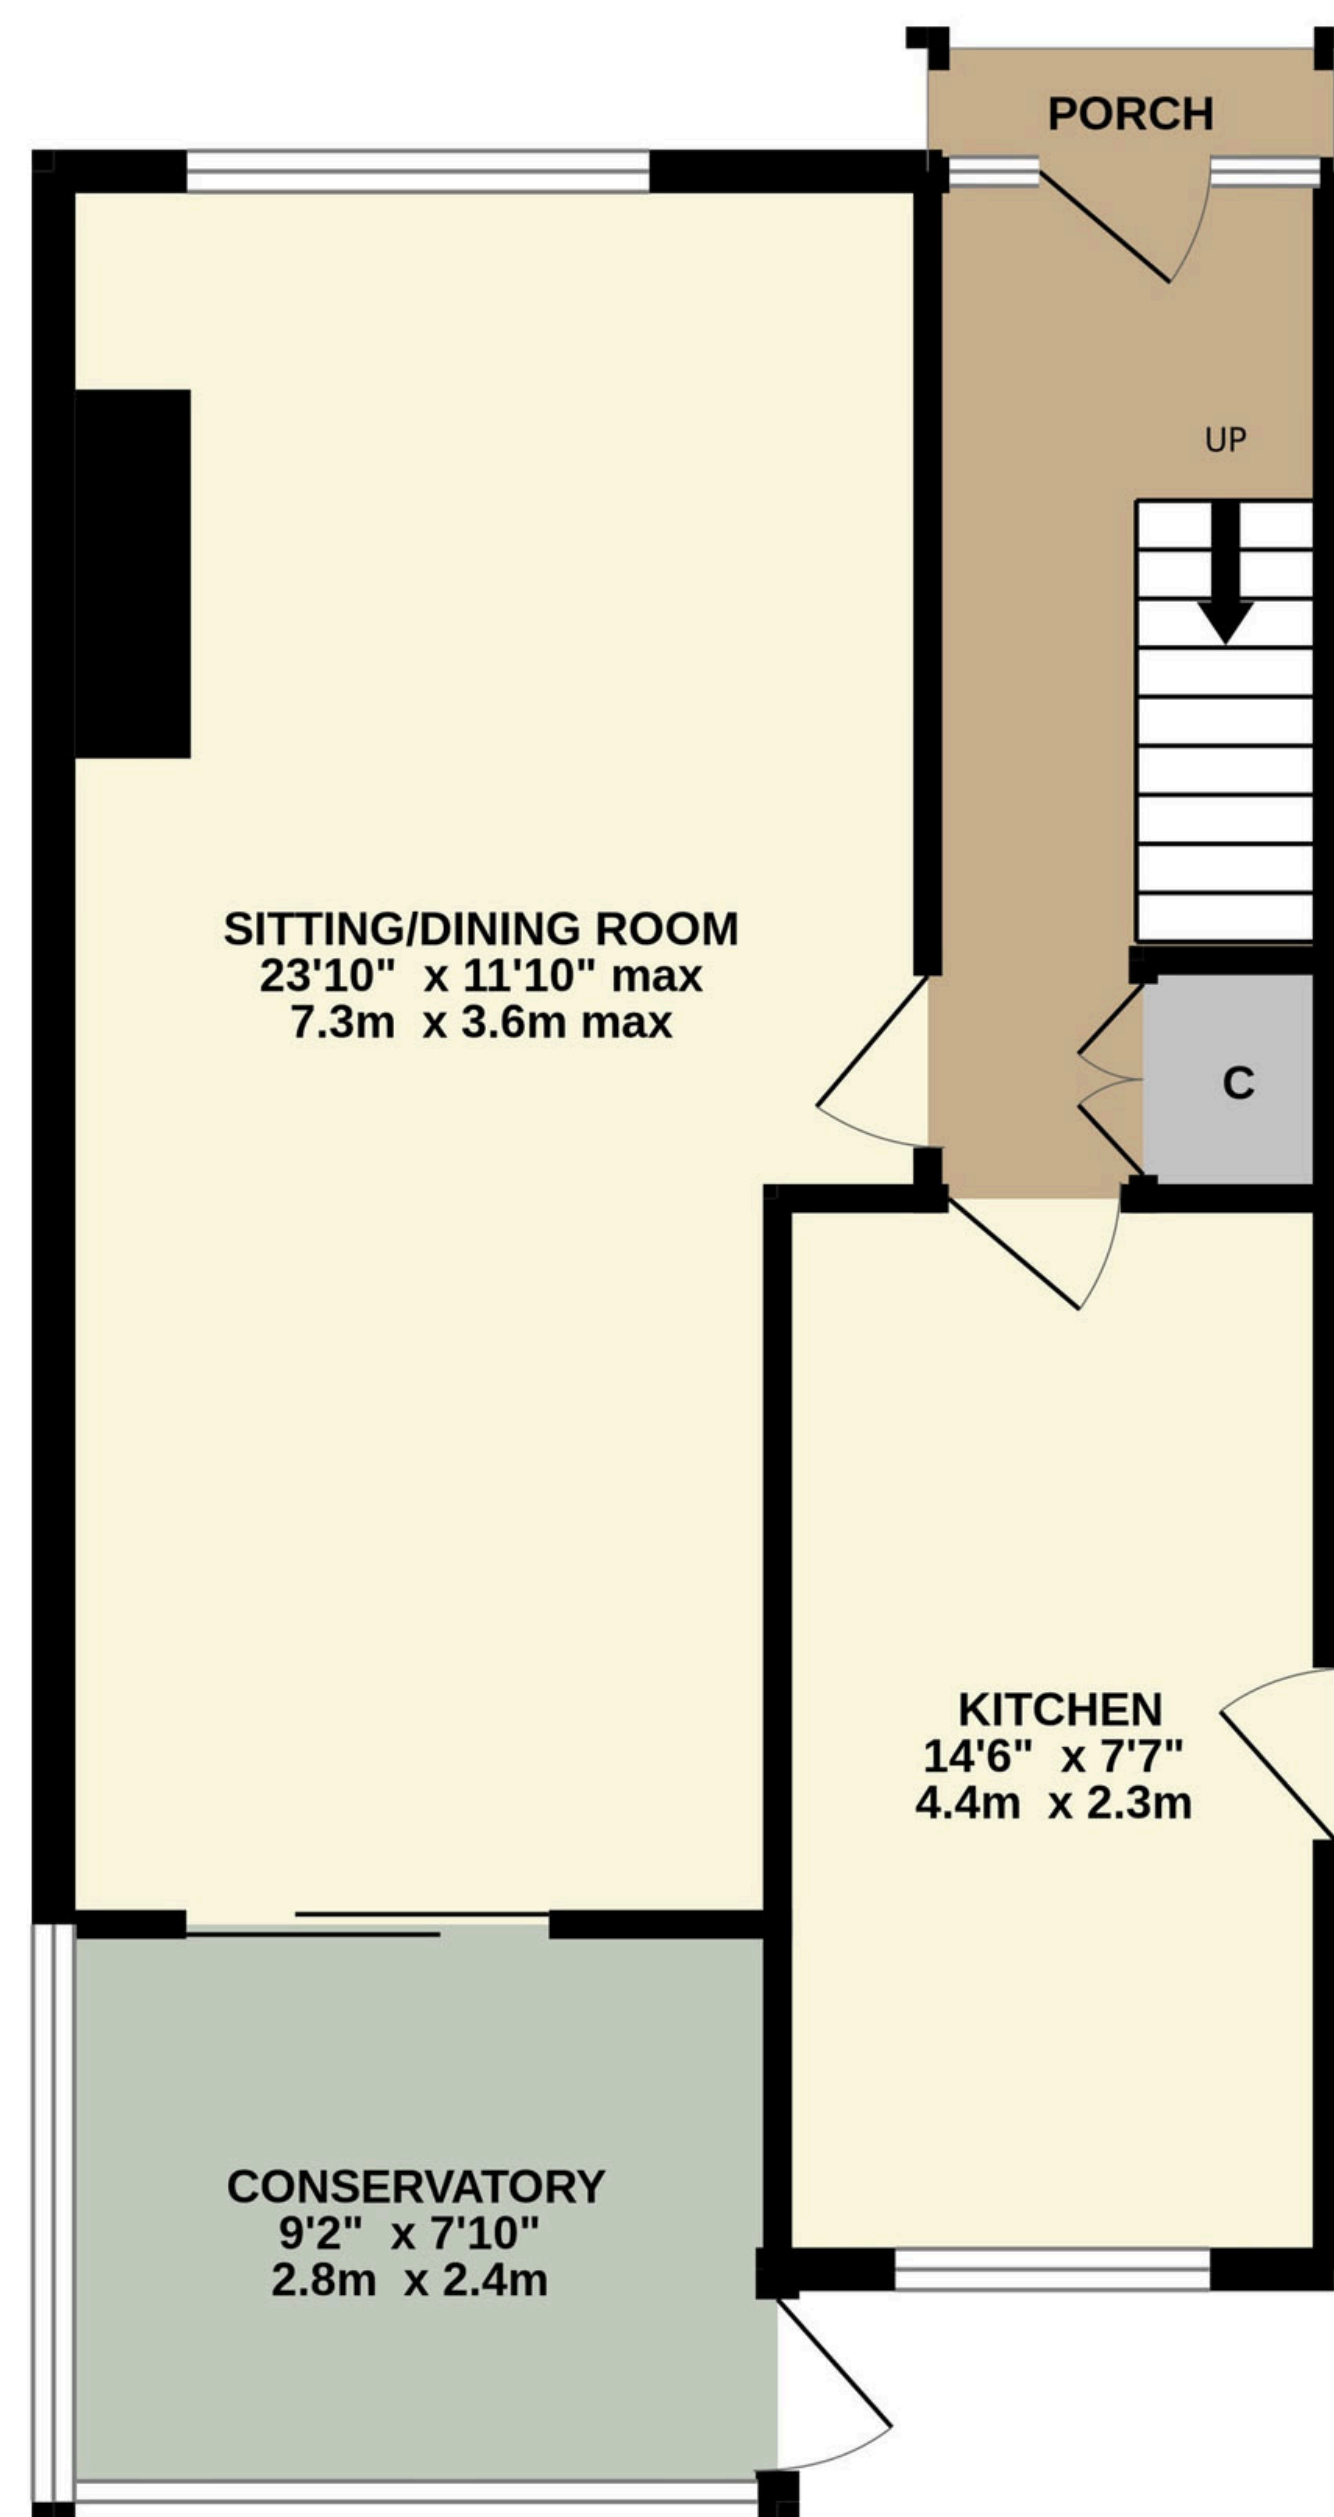 PORCH
UP
SITTING/DINING ROOM
23'10" x 11'10" max
7.3m x 3.6m max
C
KITCHEN
14'6" x 7'7"
4.4m x 2.3m
CONSERVATORY
9'2" x 7'10"
2.8m x 2.4m